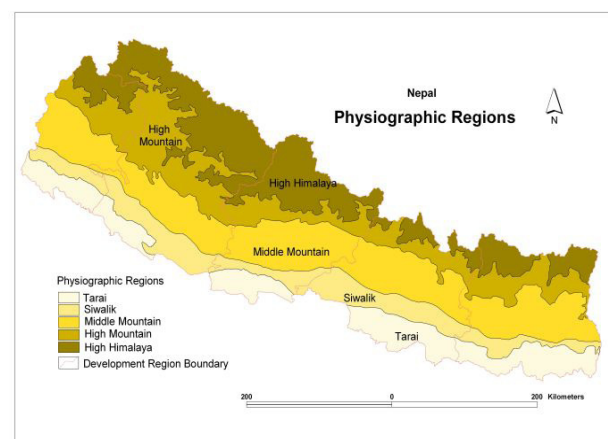 Nepal
Physiographic Regions
N
High
Mountain
High Himalaya
Middle Mountain
Siwalik
Tarai
Physiographic Regions
Tarai
Siwalik
Middle Mountain
High Mountain
High Himalaya
Development Region Boundary
200 0 200 Kilometers